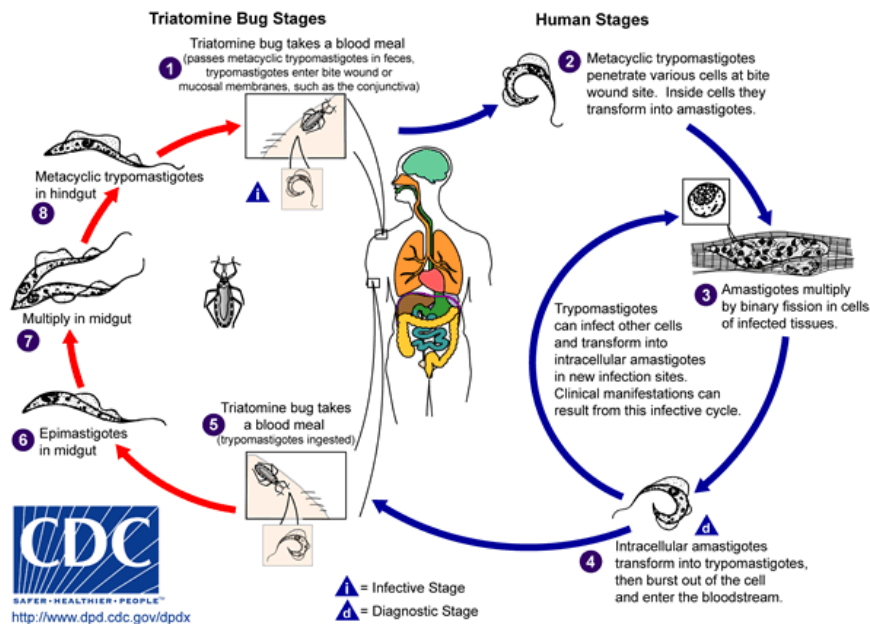 Triatomine Bug Stages
Human Stages
1
Triatomine bug takes a blood meal
(passes metacyclic trypomastigotes in feces,
trypomastigotes enter bite wound or
mucosal membranes, such as the conjunctiva)
i
2
Metacyclic trypomastigotes
penetrate various cells at bite
wound site. Inside cells they
transform into amastigotes.
3
Amastigotes multiply
by binary fission in cells
of infected tissues.
Trypomastigotes
can infect other cells
and transform into
intracellular amastigotes
in new infection sites.
Clinical manifestations can
result from this infective cycle.
d
4
Intracellular amastigotes
transform into trypomastigotes,
then burst out of the cell
and enter the bloodstream.
5
Triatomine bug takes
a blood meal
(trypomastigotes ingested)
6
Epimastigotes
in midgut
Multiply in midgut
7
Metacyclic trypomastigotes
in hindgut
8
i = Infective Stage
d = Diagnostic Stage
CDC
SAFER • HEALTHIER • PEOPLE™
http://www.dpd.cdc.gov/dpdx